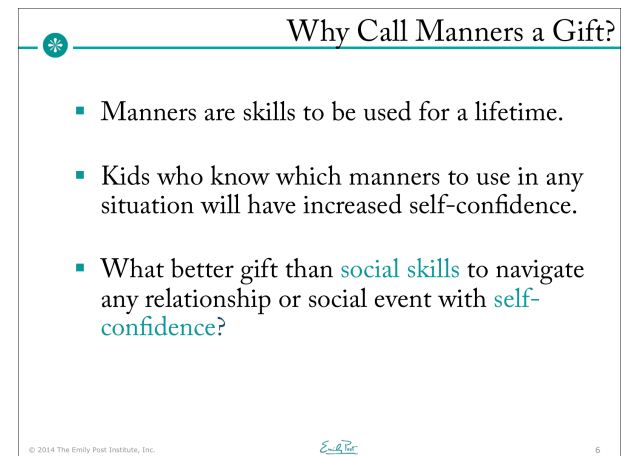 Why Call Manners a Gift?
▪ Manners are skills to be used for a lifetime.
▪ Kids who know which manners to use in any
situation will have increased self-confidence.
▪ What better gift than social skills to navigate
any relationship or social event with self-
confidence?
© 2014 The Emily Post Institute, Inc.
Emily Post
6